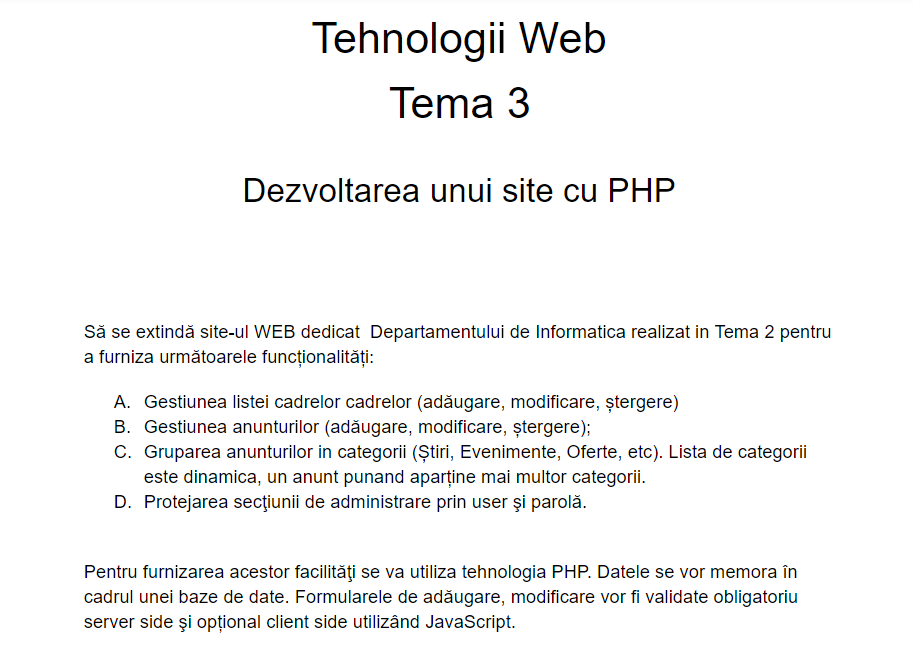 Tehnologii Web
Tema 3
Dezvoltarea unui site cu PHP
Să se extindă site-ul WEB dedicat  Departamentului de Informatica realizat in Tema 2 pentru
a furniza următoarele funcționalități:
A. Gestiunea listei cadrelor cadrelor (adăugare, modificare, ștergere)
B. Gestiunea anunturilor (adăugare, modificare, ștergere);
C. Gruparea anunturilor in categorii (Știri, Evenimente, Oferte, etc). Lista de categorii
este dinamica, un anunt punand aparține mai multor categorii.
D. Protejarea secţiunii de administrare prin user şi parolă.
Pentru furnizarea acestor facilităţi se va utiliza tehnologia PHP. Datele se vor memora în
cadrul unei baze de date. Formularele de adăugare, modificare vor fi validate obligatoriu
server side şi opțional client side utilizând JavaScript.